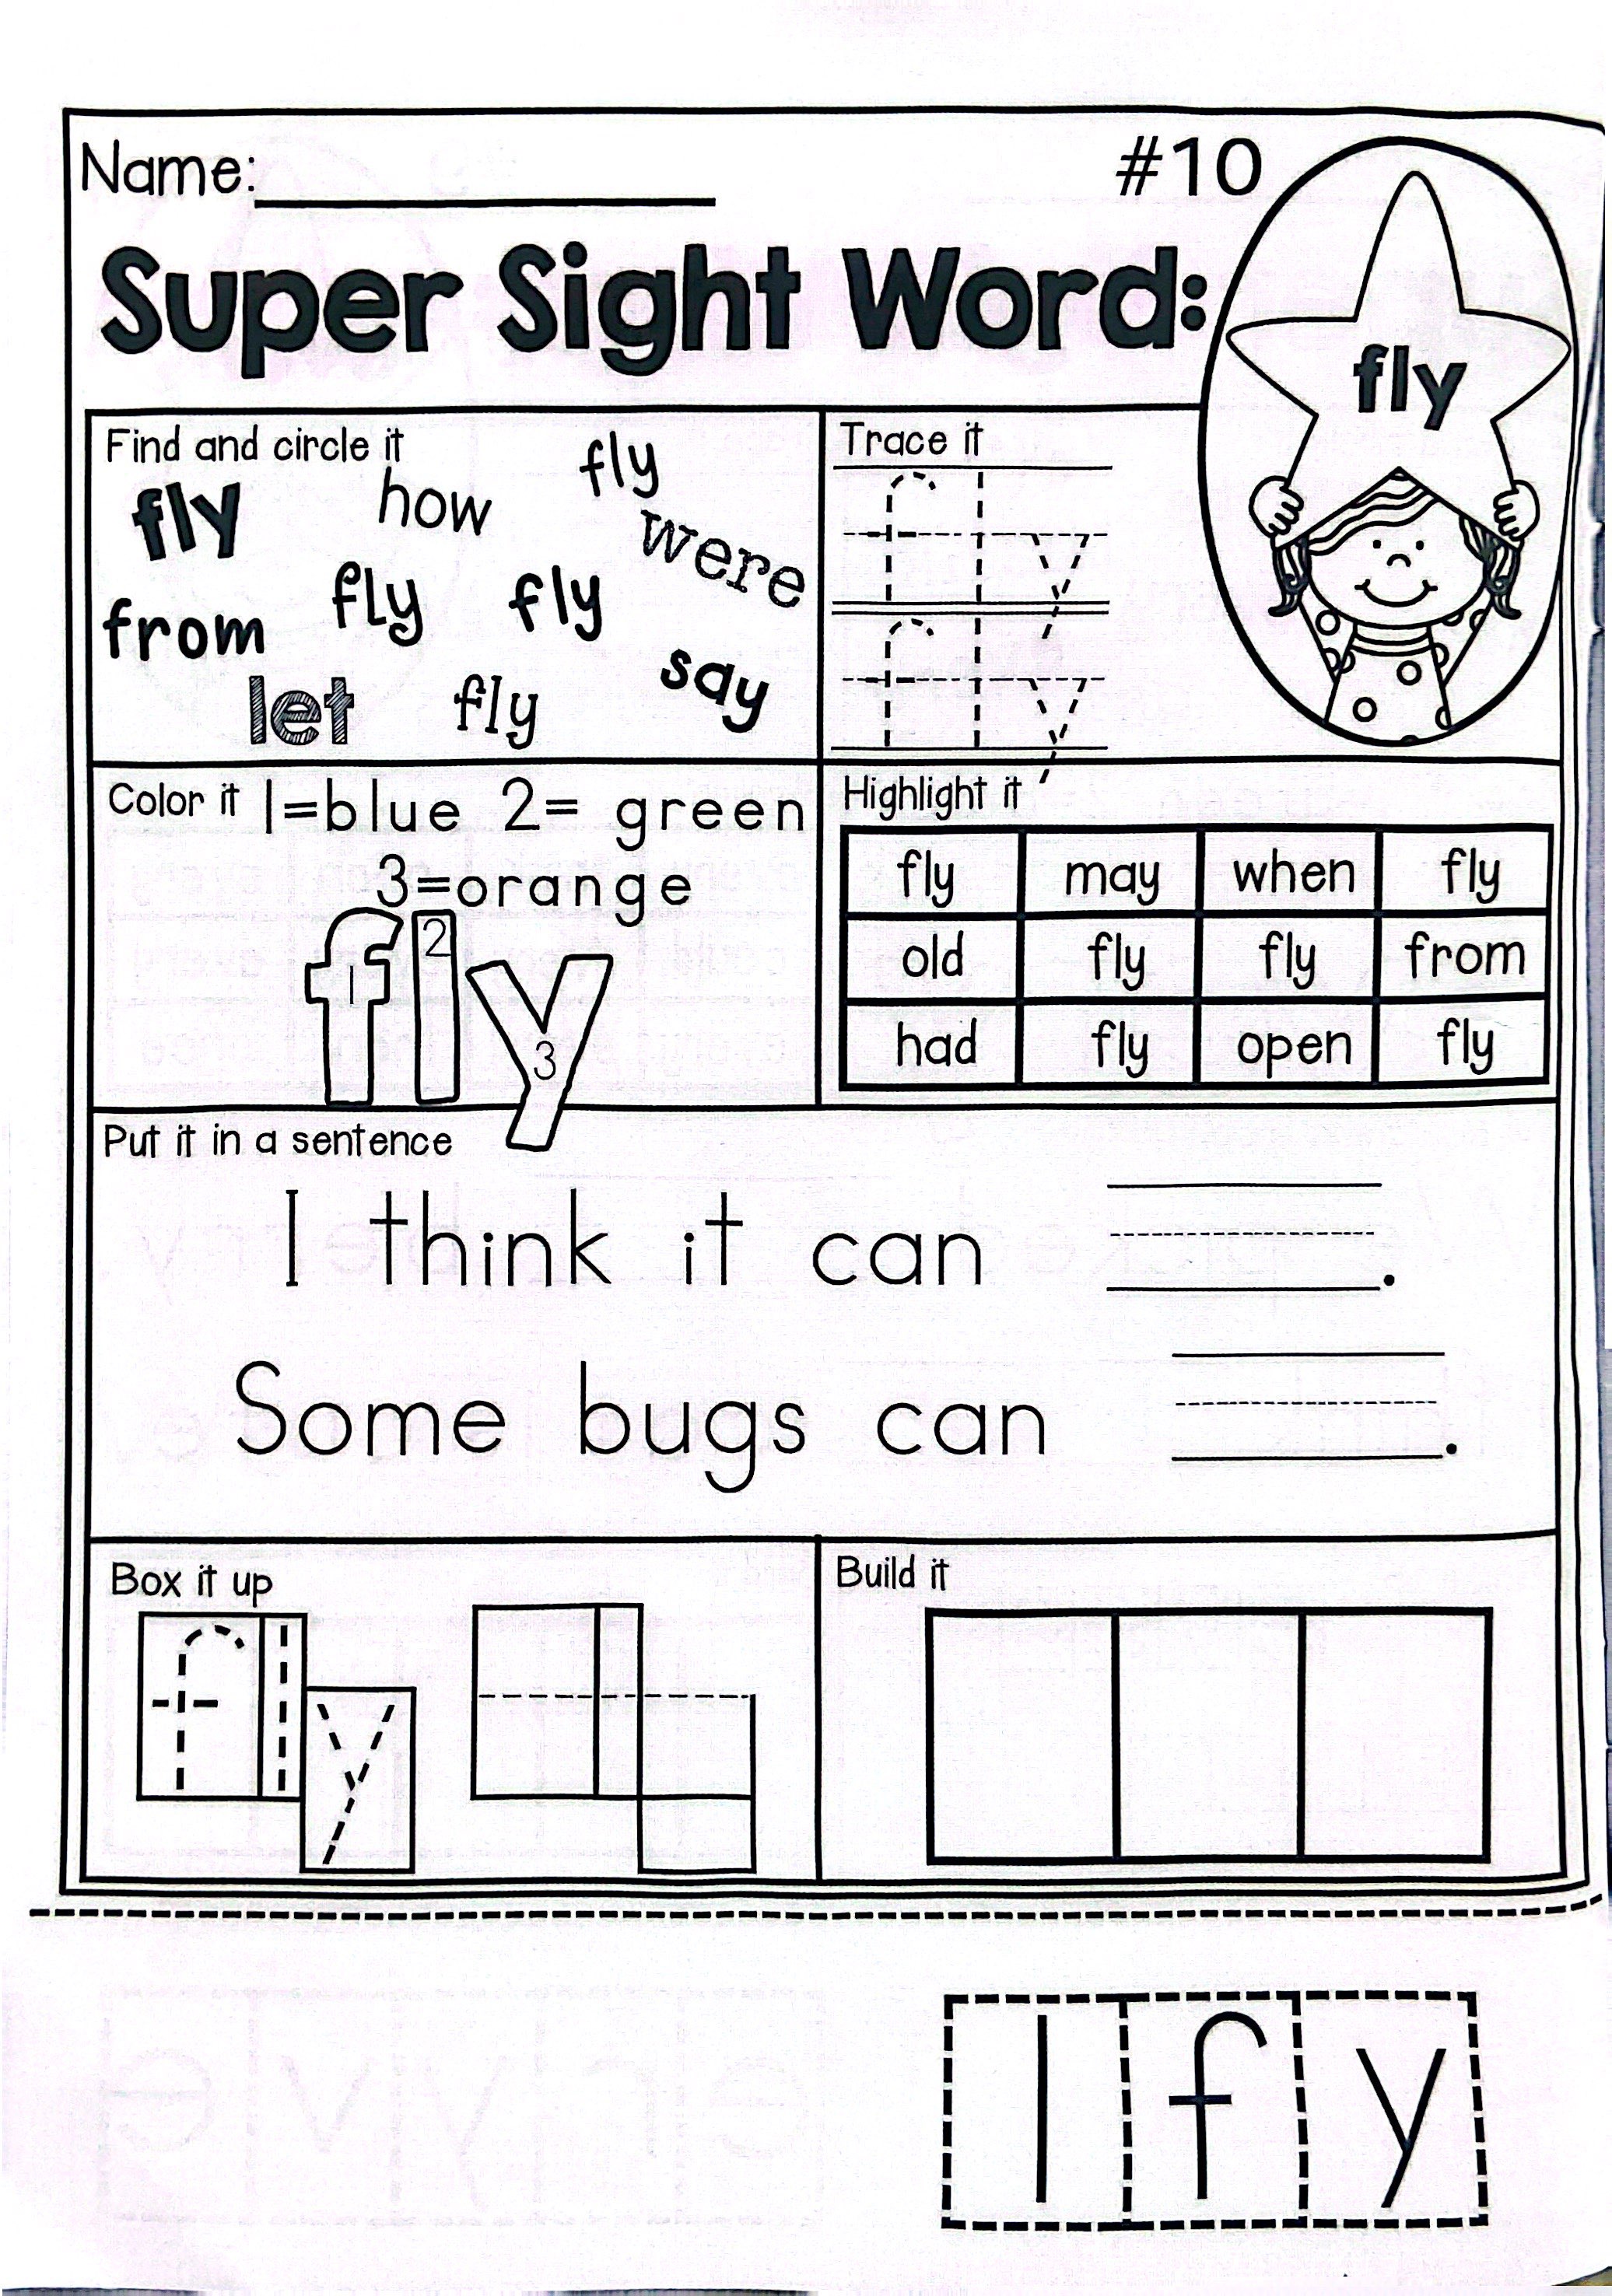 Name:
#10
Super Sight Word:
fly
Find and circle it
fly how fly
were
from fly fly
let fly say
Trace it
fly
fly
Color it 1=blue 2= green
3=orange
fly
1 2 3
Highlight it
fly may when fly
old fly fly from
had fly open fly
Put it in a sentence
I think it can .
Some bugs can .
Box it up
fly
Build it
l f y